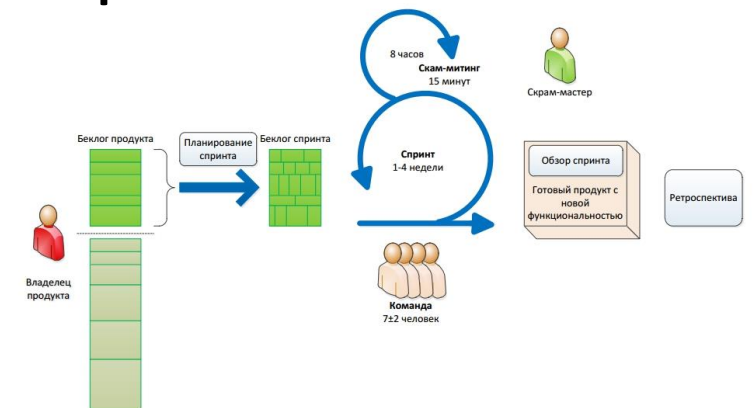 8 часов
Скам-митинг
15 минут
Скрам-мастер
Беклог продукта
Планирование
спринта
Беклог спринта
Спринт
1-4 недели
Обзор спринта
Готовый продукт с
новой
функциональностью
Ретроспектива
Владелец
продукта
Команда
7±2 человек